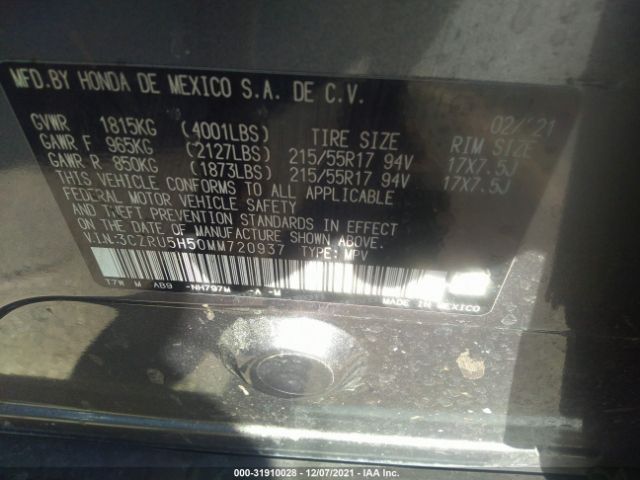 MFD.BY HONDA DE MEXICO S.A. DE C.V.
02/'21
GVWR 1815KG (4001LBS) TIRE SIZE RIM SIZE
GAWR F 965KG (2127LBS) 215/55R17 94V 17X7.5J
GAWR R 850KG (1873LBS) 215/55R17 94V 17X7.5J
THIS VEHICLE CONFORMS TO ALL APPLICABLE
FEDERAL MOTOR VEHICLE SAFETY
AND THEFT PREVENTION STANDARDS IN EFFECT
ON THE DATE OF MANUFACTURE SHOWN ABOVE.
V.I.N.3CZRU5H50MM720937 TYPE: MPV
T7W M AB9 -NH797M -A -M
MADE IN MEXICO
000-31910028 - 12/07/2021 - IAA Inc.